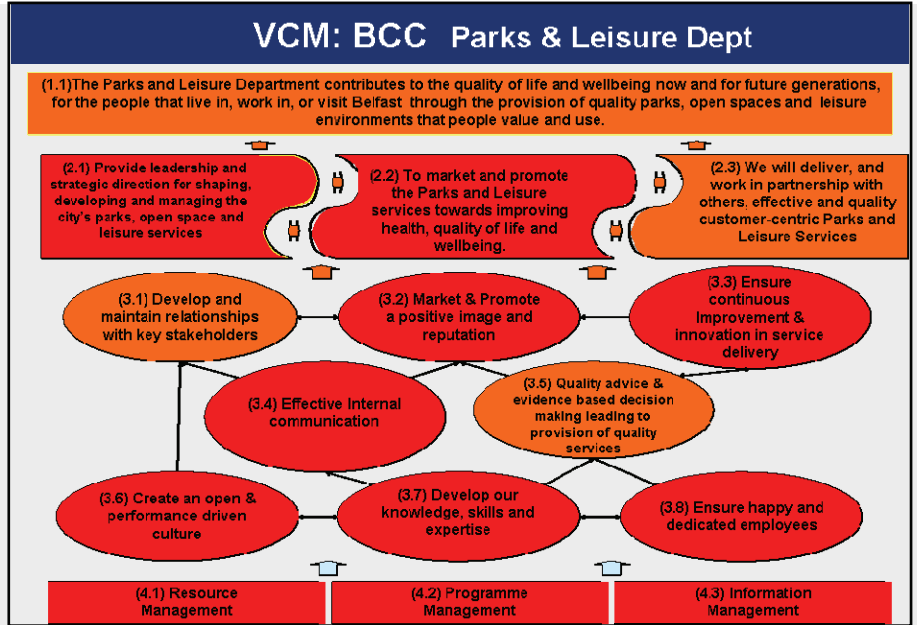 VCM: BCC Parks & Leisure Dept
(1.1)The Parks and Leisure Department contributes to the quality of life and wellbeing now and for future generations,
for the people that live in, work in, or visit Belfast through the provision of quality parks, open spaces and leisure
environments that people value and use.
(2.1) Provide leadership and
strategic direction for shaping,
developing and managing the
city's parks, open space and
leisure services
(2.2) To market and promote
the Parks and Leisure
services towards improving
health, quality of life and
wellbeing.
(2.3) We will deliver, and
work in partnership with
others, effective and quality
customer-centric Parks and
Leisure Services
(3.1) Develop and
maintain relationships
with key stakeholders
(3.2) Market & Promote
a positive image and
reputation
(3.3) Ensure
continuous
Improvement &
innovation in service
delivery
(3.4) Effective Internal
communication
(3.5) Quality advice &
evidence based decision
making leading to
provision of quality
services
(3.6) Create an open &
performance driven
culture
(3.7) Develop our
knowledge, skills and
expertise
(3.8) Ensure happy and
dedicated employees
(4.1) Resource
Management
(4.2) Programme
Management
(4.3) Information
Management